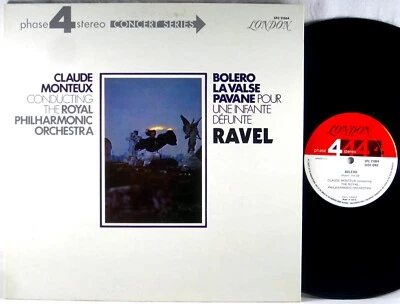 phase 4 stereo CONCERT SERIES
LONDON
CLAUDE
MONTEUX
CONDUCTING
THE ROYAL
PHILHARMONIC
ORCHESTRA
BOLERO
LA VALSE
PAVANE POUR
UNE INFANTE
DÉFUNTE
RAVEL
LONDON
phase 4 stereo
BOLERO
CLAUDE MONTEUX conducting
THE ROYAL
PHILHARMONIC ORCHESTRA